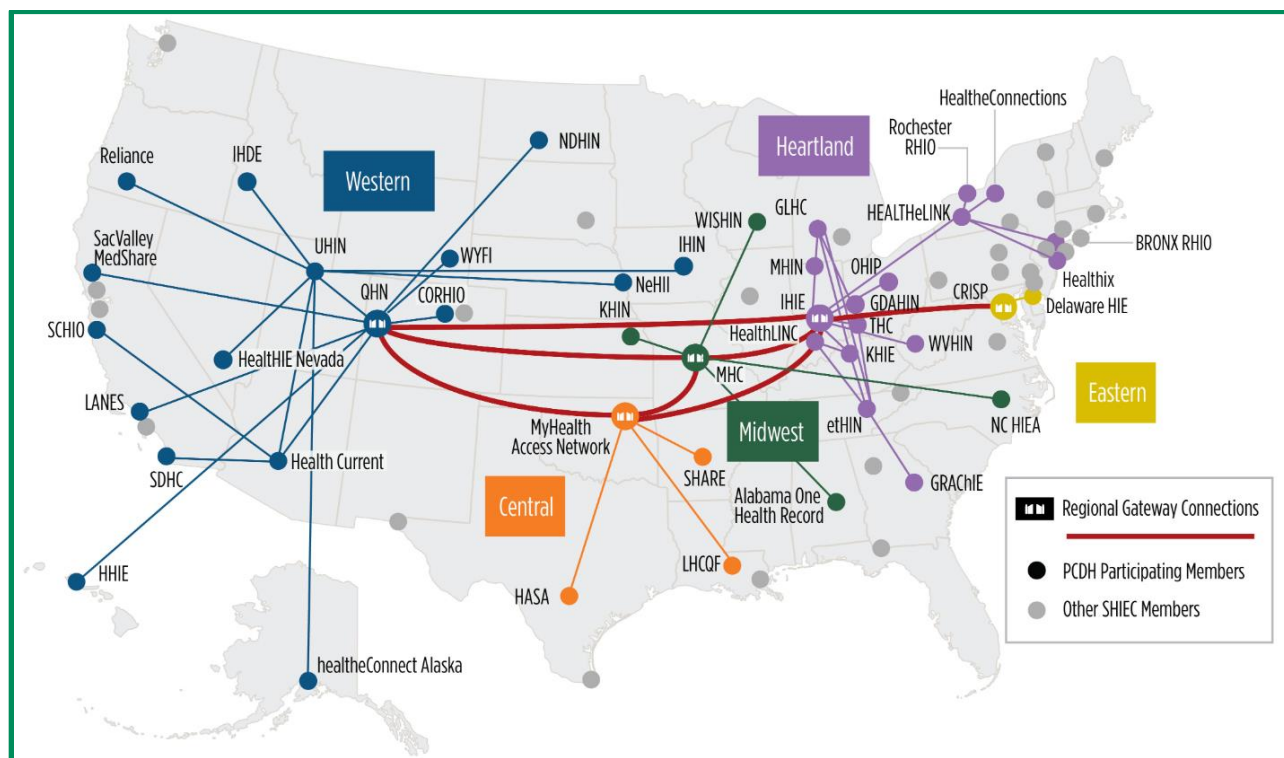 HealtheConnections
Rochester
RHIO
NDHIN
Heartland
Reliance
IHDE
Western
GLHC
HEALTHeLINK
WISHIN
BRONX RHIO
SacValley
MedShare
UHIN
WYFI
IHIN
MHIN
OHIP
Healthix
QHN
CORHIO
NeHII
KHIN
IHIE
GDAHIN
CRISP
Delaware HIE
SCHIO
HealthLINC
THC
WVHIN
HealtHIE Nevada
MHC
KHIE
LANES
MyHealth
Access Network
Midwest
etHIN
NC HIEA
Eastern
SDHC
Health Current
SHARE
GRAChIE
Central
Alabama One
Health Record
Regional Gateway Connections
HHIE
HASA
LHCQF
PCDH Participating Members
Other SHIEC Members
healtheConnect Alaska